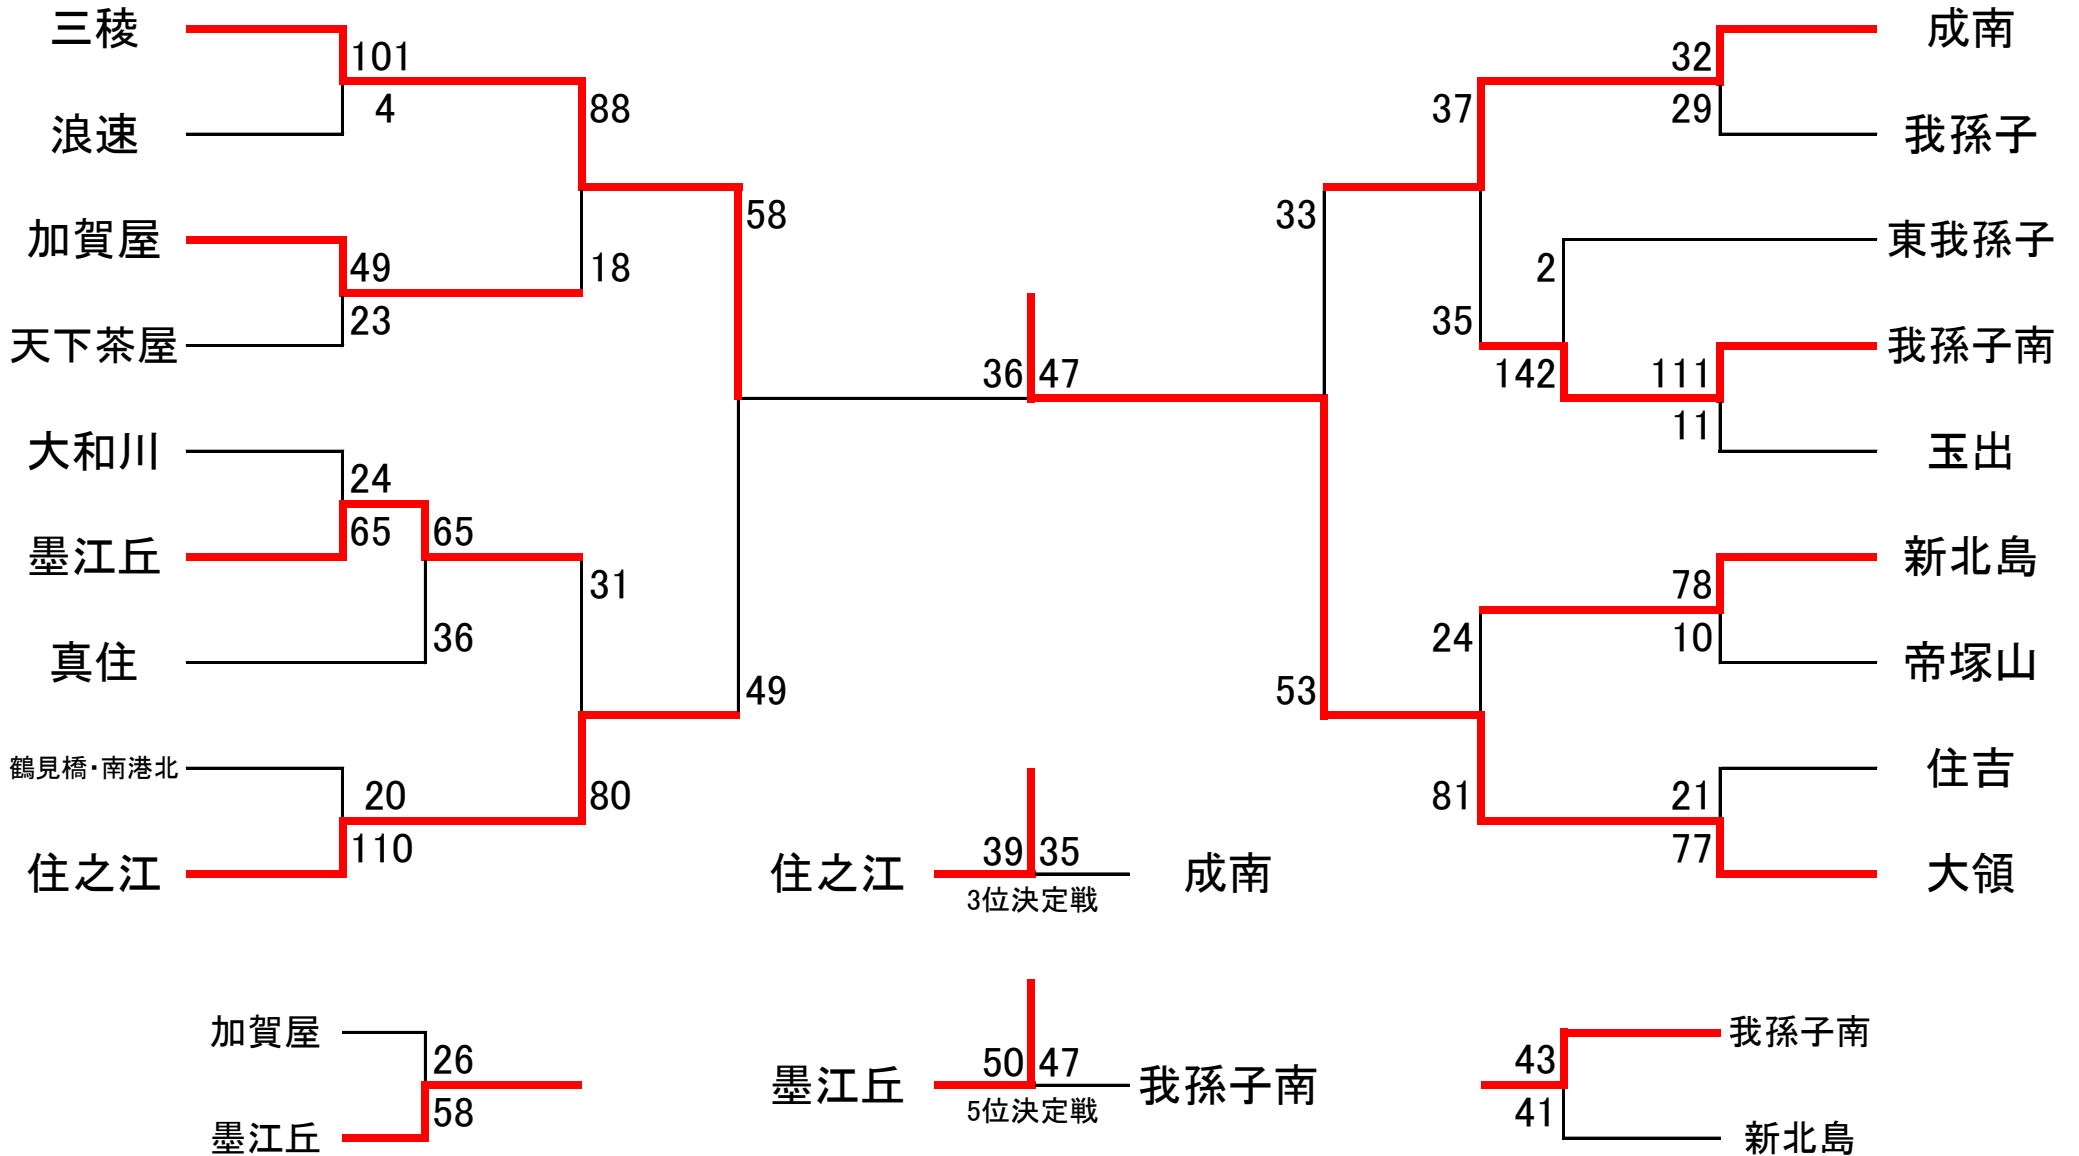 三稜
101
4
浪速
88
加賀屋
49
23
18
天下茶屋
58
大和川
24
65
墨江丘
65
36
真住
31
鶴見橋・南港北
20
110
住之江
80
49
36 47
成南
32
29
我孫子
37
東我孫子
2
35
142
我孫子南
111
11
玉出
33
新北島
78
10
帝塚山
24
住吉
21
77
大領
81
53
住之江 39 35 成南
3位決定戦
加賀屋
26
58
墨江丘
墨江丘 50 47 我孫子南
5位決定戦
我孫子南
43
41
新北島